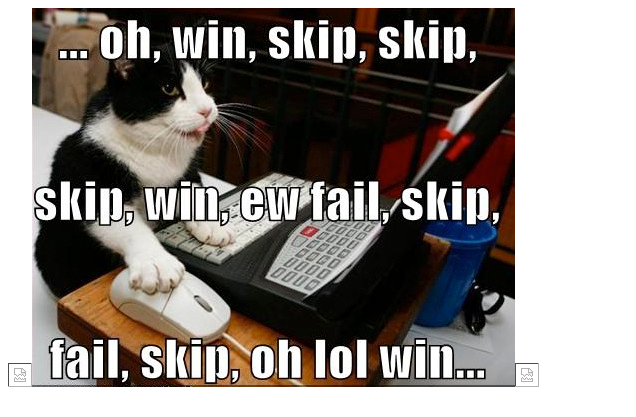 ... oh, win, skip, skip,
skip, win, ew fail, skip,
fail, skip, oh lol win...